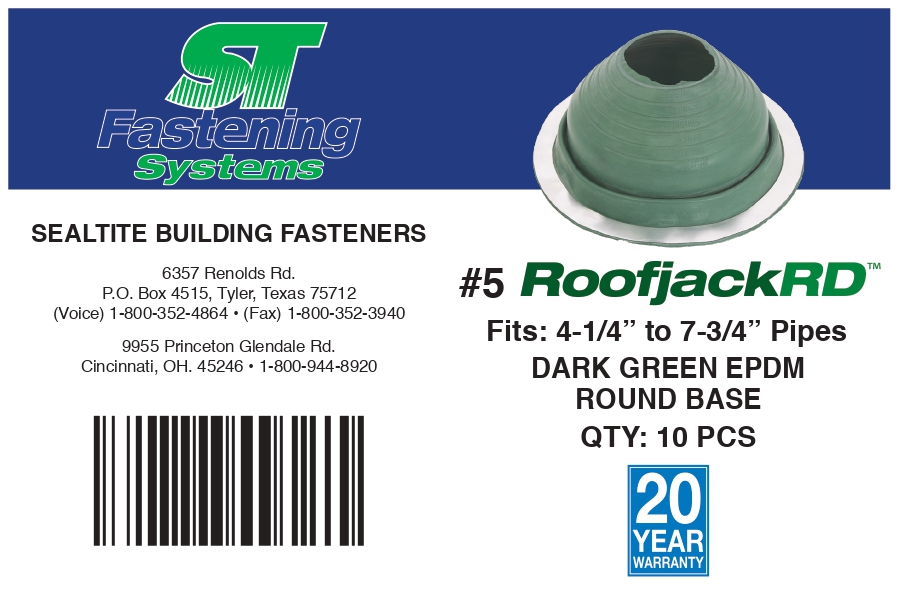 ST
Fastening
Systems
SEALTITE BUILDING FASTENERS
6357 Renolds Rd.
P.O. Box 4515, Tyler, Texas 75712
(Voice) 1-800-352-4864 • (Fax) 1-800-352-3940
9955 Princeton Glendale Rd.
Cincinnati, OH. 45246 • 1-800-944-8920
#5 RoofjackRD™
Fits: 4-1/4” to 7-3/4” Pipes
DARK GREEN EPDM
ROUND BASE
QTY: 10 PCS
20
YEAR
WARRANTY